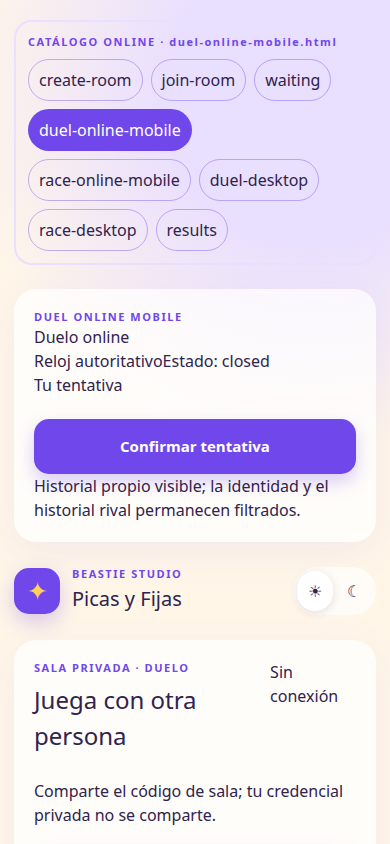 CATÁLOGO ONLINE · duel-online-mobile.html
create-room
join-room
waiting
duel-online-mobile
race-online-mobile
duel-desktop
race-desktop
results
DUEL ONLINE MOBILE
Duelo online
Reloj autoritativoEstado: closed
Tu tentativa
Confirmar tentativa
Historial propio visible; la identidad y el
historial rival permanecen filtrados.
BEASTIE STUDIO
Picas y Fijas
SALA PRIVADA · DUELO
Juega con otra
persona
Sin
conexión
Comparte el código de sala; tu credencial
privada no se comparte.